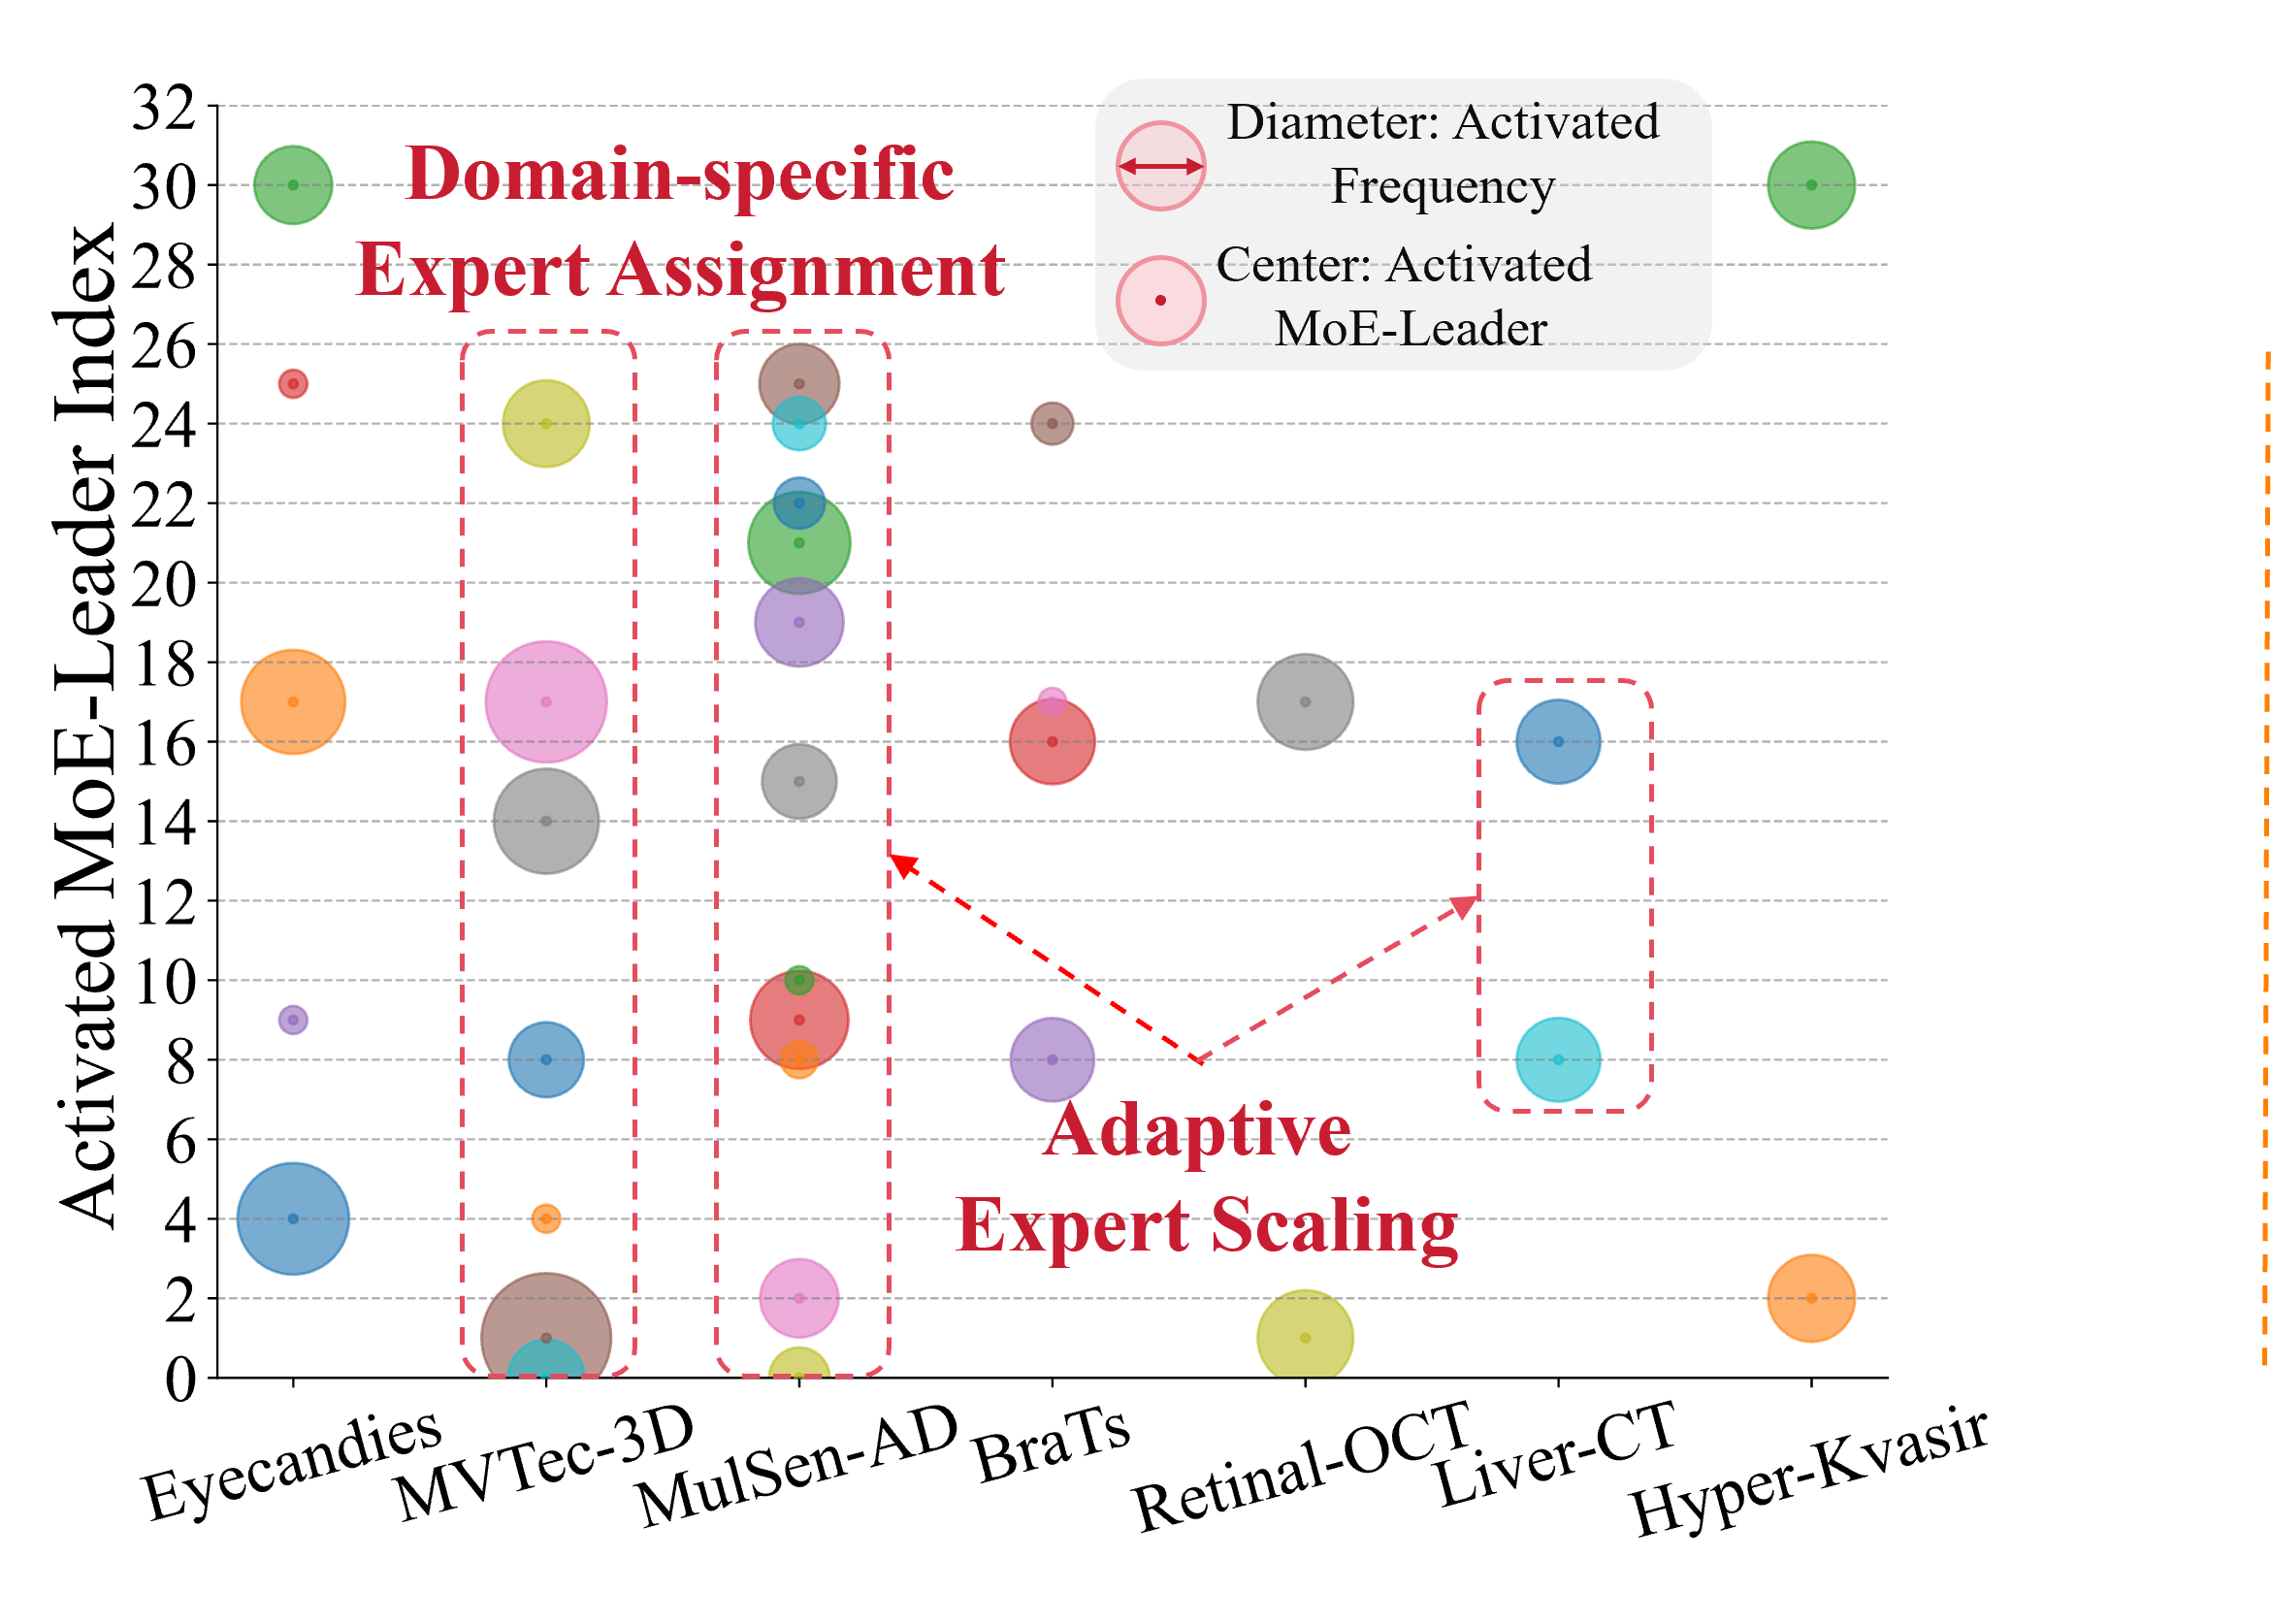 Activated MoE-Leader Index
32
30
28
26
24
22
20
18
16
14
12
10
8
6
4
2
0
Domain-specific
Expert Assignment
Diameter: Activated
Frequency
Center: Activated
MoE-Leader
Adaptive
Expert Scaling
Eyecandies
MVTec-3D
MulSen-AD
BraTs
Retinal-OCT
Liver-CT
Hyper-Kvasir